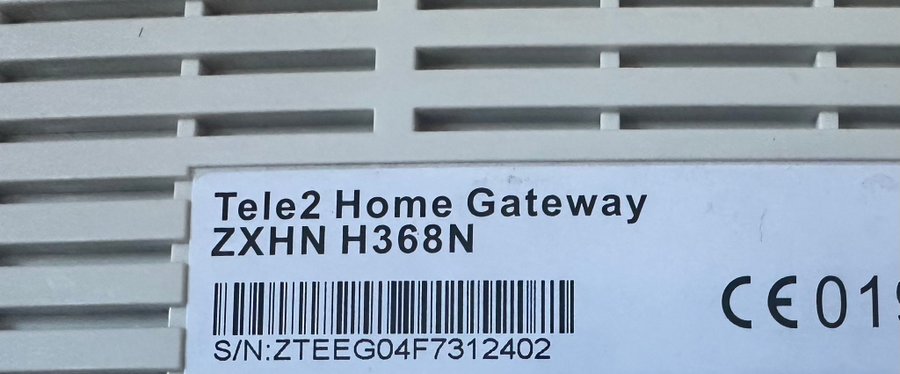 Tele2 Home Gateway
ZXHN H368N
S/N:ZTEEG04F7312402
CE 019